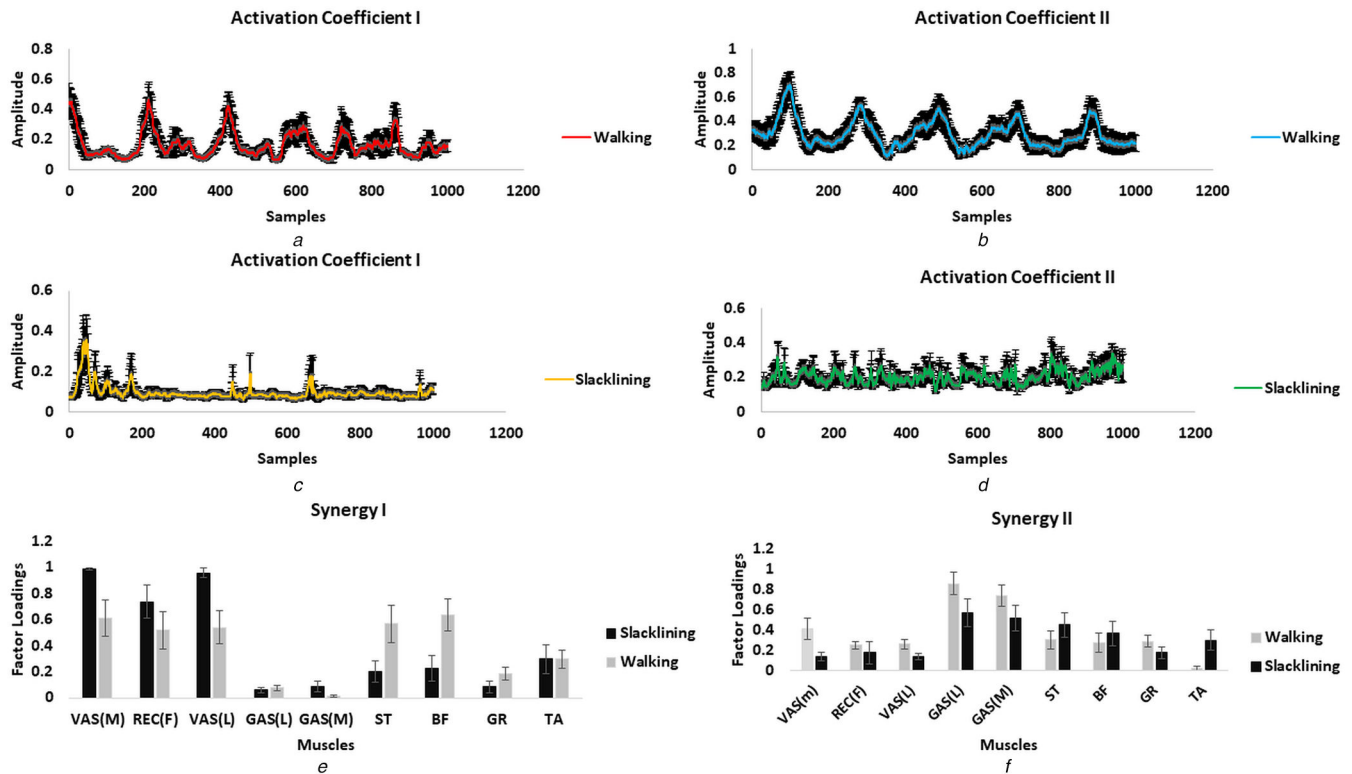 Activation Coefficient I
0.8
0.6
0.4
0.2
0
Amplitude
0 200 400 600 800 1000 1200
Samples
Walking
a
Activation Coefficient II
1
0.8
0.6
0.4
0.2
0
Amplitude
0 200 400 600 800 1000 1200
Samples
Walking
b
Activation Coefficient I
0.6
0.4
0.2
0
Amplitude
0 200 400 600 800 1000 1200
Samples
Slacklining
c
Activation Coefficient II
0.6
0.4
0.2
0
Amplitude
0 200 400 600 800 1000 1200
Samples
Slacklining
d
Synergy I
1.2
1
0.8
0.6
0.4
0.2
0
Factor Loadings
VAS(M) REC(F) VAS(L) GAS(L) GAS(M) ST BF GR TA
Muscles
Slacklining
Walking
e
Synergy II
1.2
1
0.8
0.6
0.4
0.2
0
Factor Loadings
VAS(m) REC(F) VAS(L) GAS(L) GAS(M) ST BF GR TA
Muscles
Walking
Slacklining
f